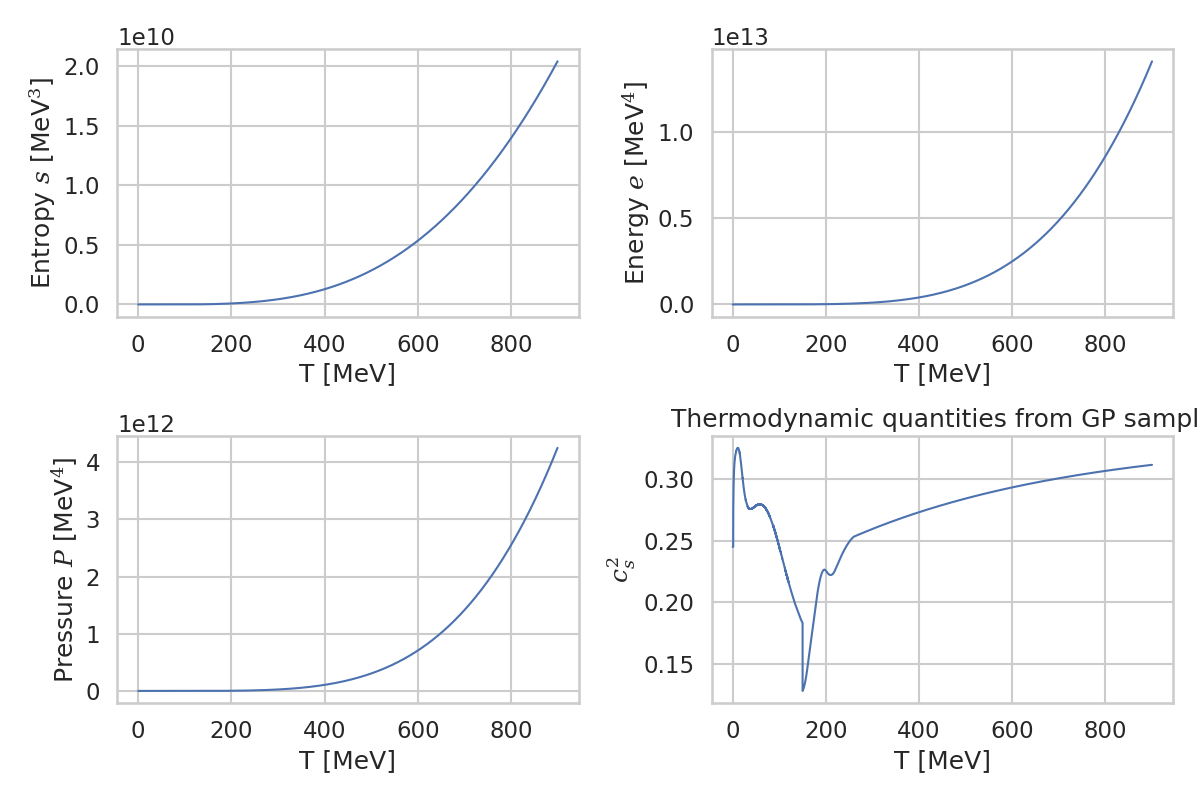 1e10
Entropy s [MeV³]
2.0
1.5
1.0
0.5
0.0
0 200 400 600 800
T [MeV]
1e13
Energy e [MeV⁴]
1.0
0.5
0.0
0 200 400 600 800
T [MeV]
1e12
Pressure P [MeV⁴]
4
3
2
1
0
0 200 400 600 800
T [MeV]
Thermodynamic quantities from GP sampl
c_s^2
0.30
0.25
0.20
0.15
0 200 400 600 800
T [MeV]